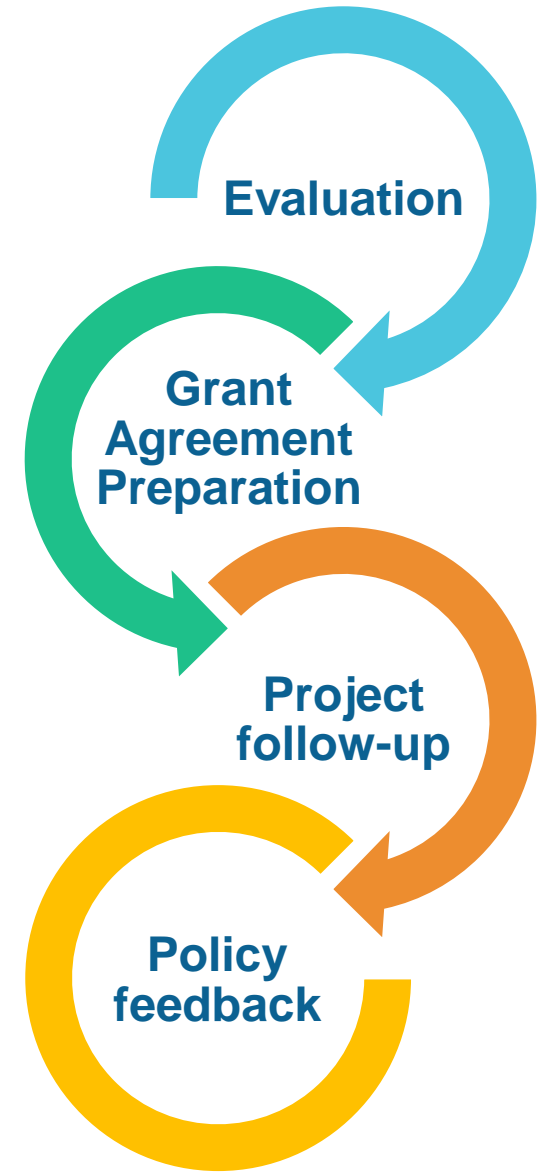 Evaluation
Grant
Agreement
Preparation
Project
follow-up
Policy
feedback